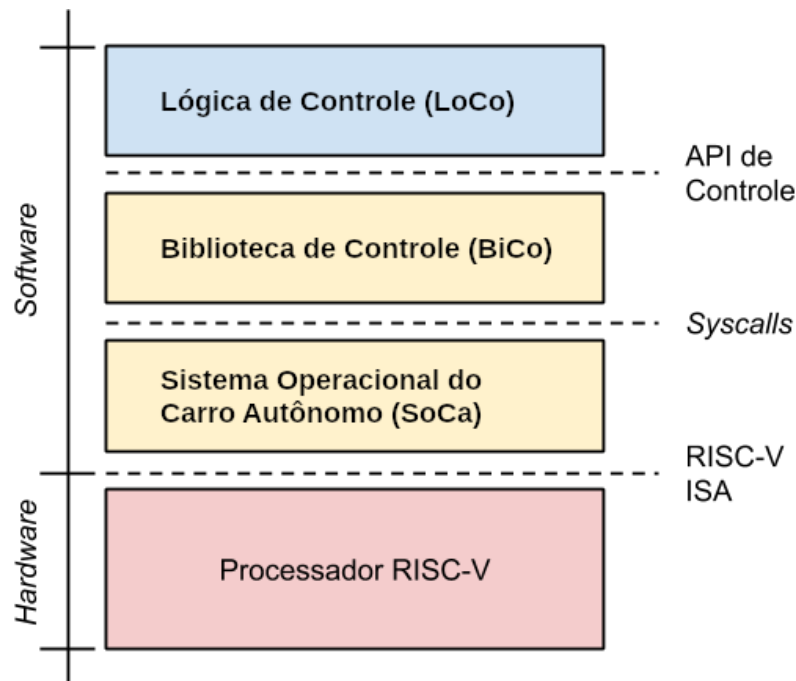 Lógica de Controle (LoCo)
API de
Controle
Biblioteca de Controle (BiCo)
Software
Syscalls
Sistema Operacional do
Carro Autônomo (SoCa)
RISC-V
ISA
Hardware
Processador RISC-V